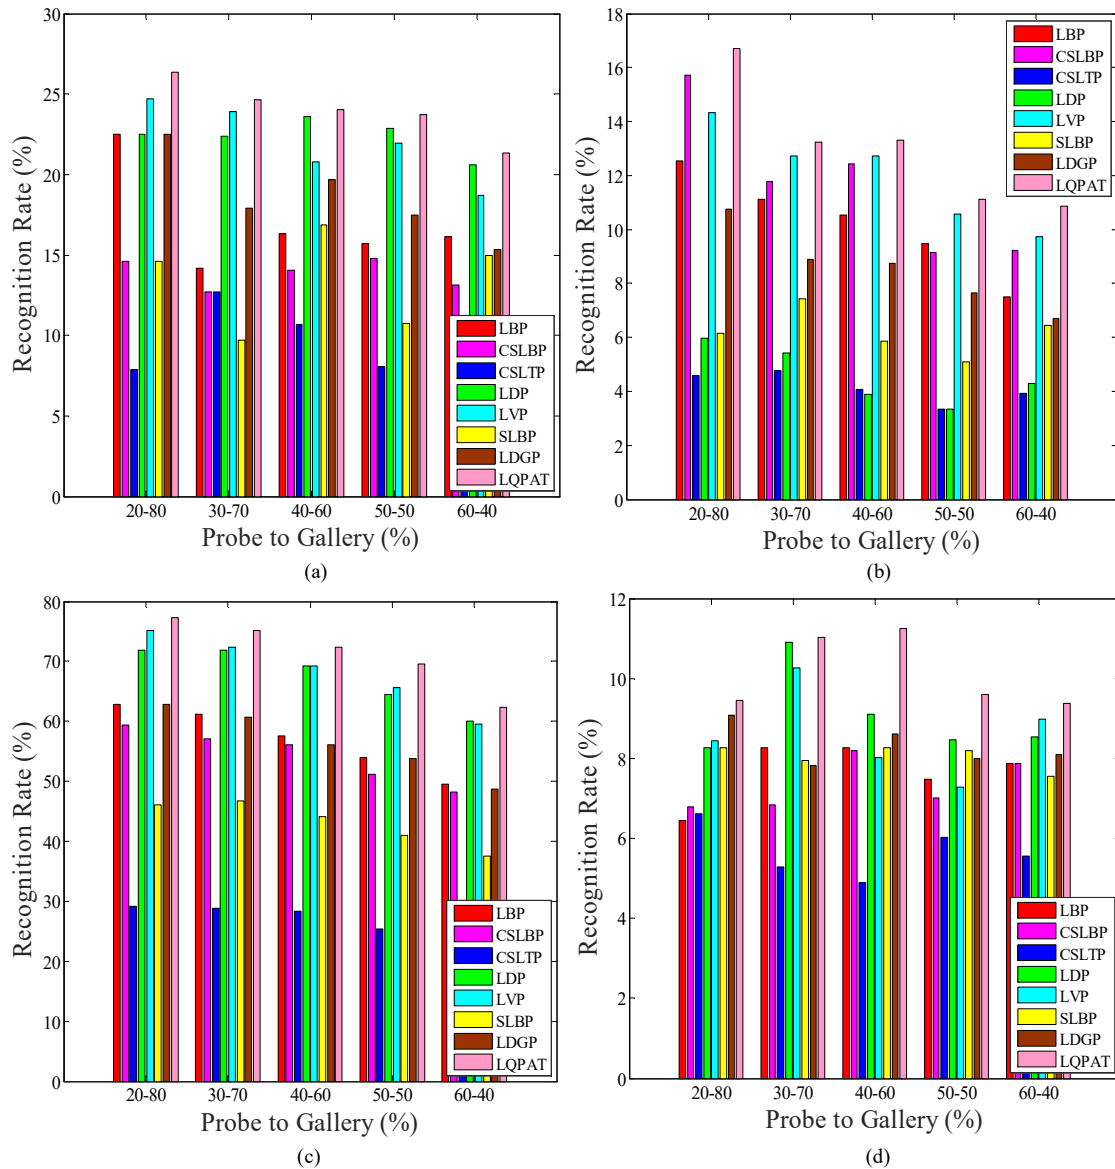 30
25
20
15
10
5
0
Recognition Rate (%)
LBP
CSLBP
CSLTP
LDP
LVP
SLBP
LDGP
LQPAT
20-80 30-70 40-60 50-50 60-40
Probe to Gallery (%)
(a)
18
16
14
12
10
8
6
4
2
0
Recognition Rate (%)
LBP
CSLBP
CSLTP
LDP
LVP
SLBP
LDGP
LQPAT
20-80 30-70 40-60 50-50 60-40
Probe to Gallery (%)
(b)
80
70
60
50
40
30
20
10
0
Recognition Rate (%)
LBP
CSLBP
CSLTP
LDP
LVP
SLBP
LDGP
LQPAT
20-80 30-70 40-60 50-50 60-40
Probe to Gallery (%)
(c)
12
10
8
6
4
2
0
Recognition Rate (%)
LBP
CSLBP
CSLTP
LDP
LVP
SLBP
LDGP
LQPAT
20-80 30-70 40-60 50-50 60-40
Probe to Gallery (%)
(d)